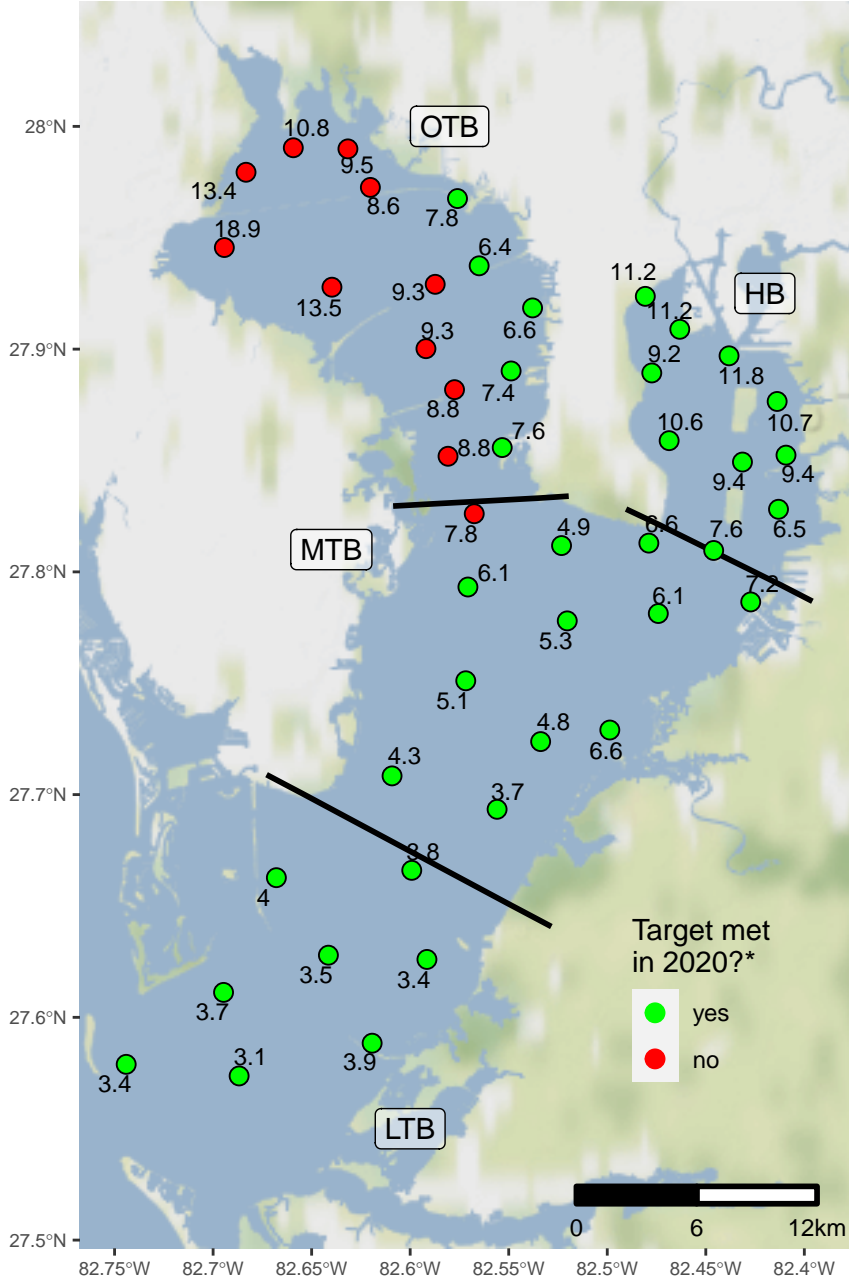 28°N
10.8
OTB
9.5
13.4
8.6
7.8
18.9
6.4
11.2
HB
13.5
9.3
6.6
11.2
27.9°N
9.3
9.2
11.8
8.8
7.4
10.7
7.6
10.6
8.8
9.4
9.4
7.8
4.9
6.6
7.6
6.5
MTB
27.8°N
6.1
6.1
7.2
5.3
5.1
4.8
6.6
4.3
27.7°N
3.7
3.8
4
Target met
in 2020?*
3.5
3.4
3.7
yes
27.6°N
3.9
3.1
3.4
no
LTB
0
6
12km
27.5°N
82.75°W
82.7°W
82.65°W
82.6°W
82.55°W
82.5°W
82.45°W
82.4°W